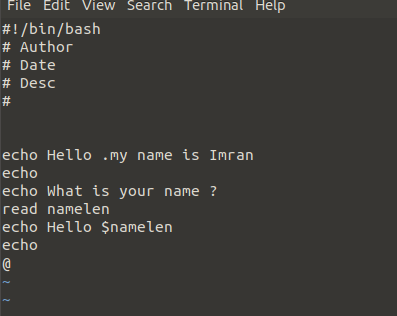 File Edit View Search Terminal Help
#!/bin/bash
# Author
# Date
# Desc
#
echo Hello .my name is Imran
echo
echo What is your name ?
read namelen
echo Hello $namelen
echo
@
~
~